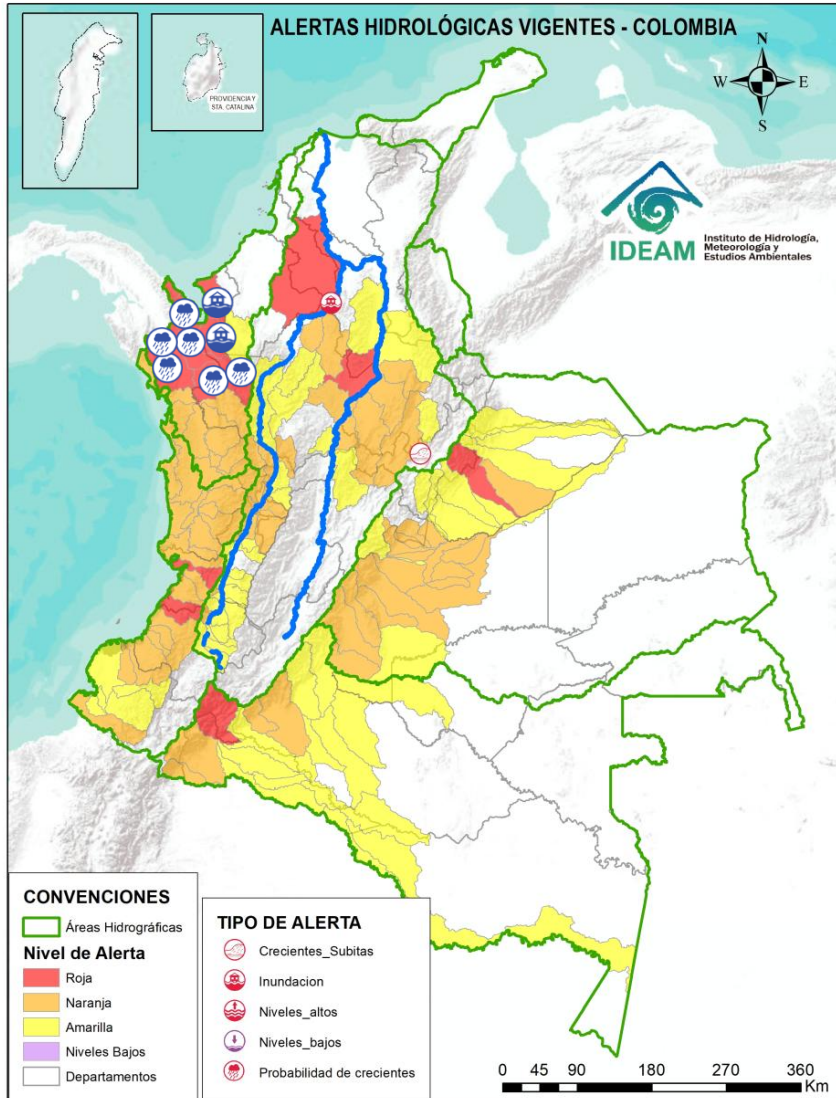 ALERTAS HIDROLÓGICAS VIGENTES - COLOMBIA
PROVIDENCIA Y
STA. CATALINA
N
W
E
S
IDEAM
Instituto de Hidrología,
Meteorología y
Estudios Ambientales
CONVENCIONES
Áreas Hidrográficas
Nivel de Alerta
Roja
Naranja
Amarilla
Niveles Bajos
Departamentos
TIPO DE ALERTA
Crecientes_Subitas
Inundacion
Niveles_altos
Niveles_bajos
Probabilidad de crecientes
0 45 90 180 270 360
Km